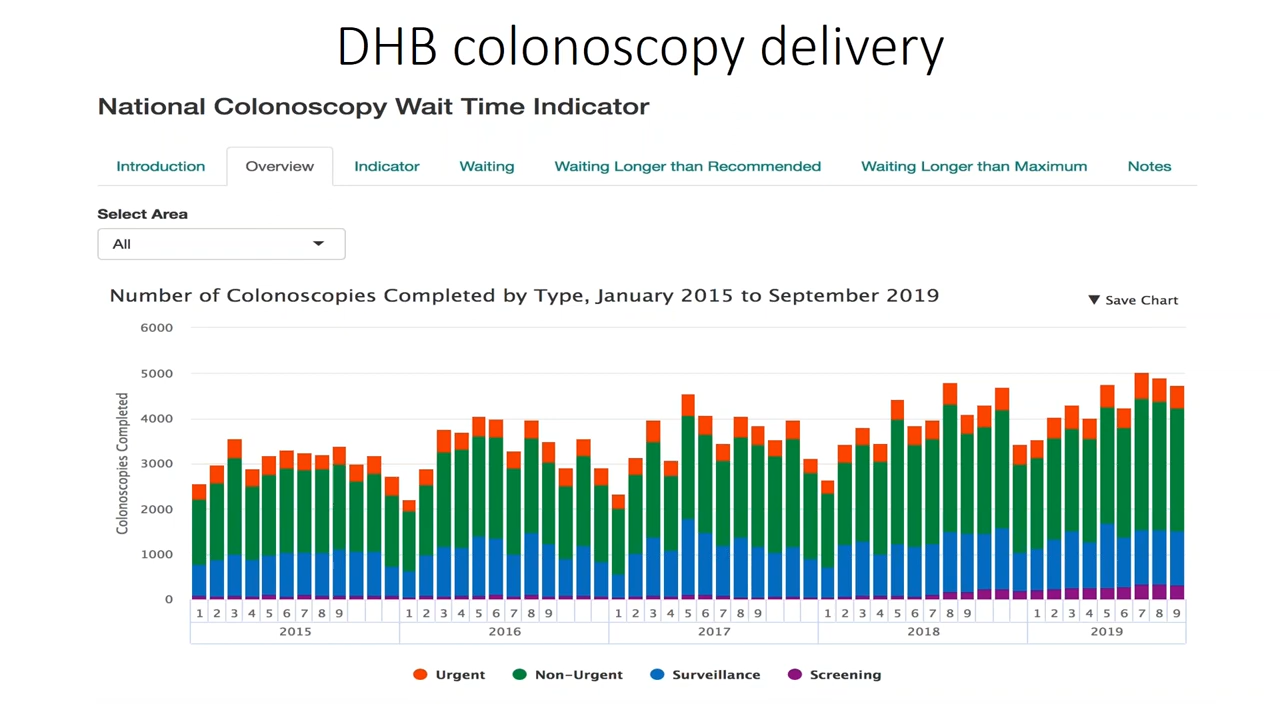 DHB colonoscopy delivery
National Colonoscopy Wait Time Indicator
Introduction Overview Indicator Waiting Waiting Longer than Recommended Waiting Longer than Maximum Notes
Select Area
All
Number of Colonoscopies Completed by Type, January 2015 to September 2019
▼ Save Chart
Colonoscopies Completed
6000
5000
4000
3000
2000
1000
0
1 2 3 4 5 6 7 8 9 1 2 3 4 5 6 7 8 9 1 2 3 4 5 6 7 8 9 1 2 3 4 5 6 7 8 9 1 2 3 4 5 6 7 8 9
2015 2016 2017 2018 2019
Urgent Non-Urgent Surveillance Screening